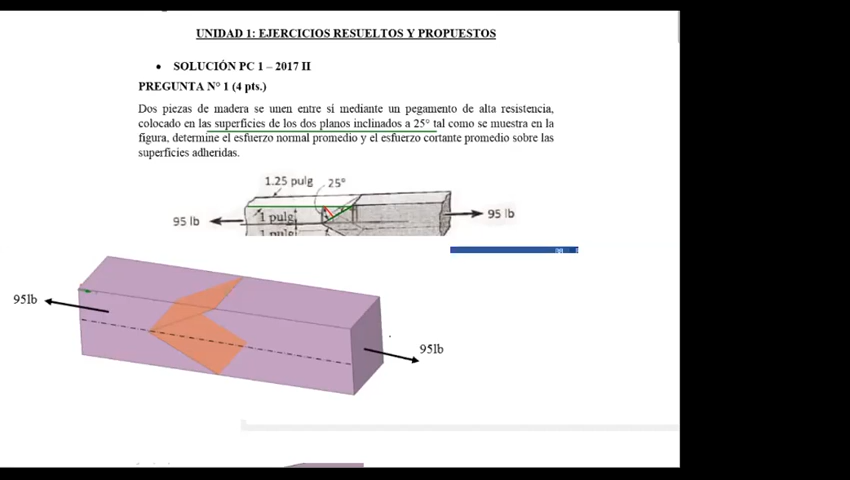 UNIDAD 1: EJERCICIOS RESUELTOS Y PROPUESTOS
• SOLUCIÓN PC 1 – 2017 II
PREGUNTA N° 1 (4 pts.)
Dos piezas de madera se unen entre sí mediante un pegamento de alta resistencia,
colocado en las superficies de los dos planos inclinados a 25° tal como se muestra en la
figura, determine el esfuerzo normal promedio y el esfuerzo cortante promedio sobre las
superficies adheridas.
1.25 pulg 25°
95 lb 1 pulg 95 lb
1 pulg
95lb
95lb